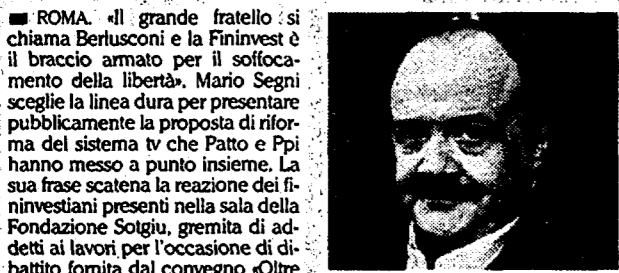 ■ ROMA. «Il grande fratello si
chiama Berlusconi e la Fininvest è
il braccio armato per il soffoca-
mento della libertà». Mario Segni
sceglie la linea dura per presentare
pubblicamente la proposta di rifor-
ma del sistema tv che Patto e Ppi
hanno messo a punto insieme. La
sua frase scatena la reazione dei fi-
ninvestiani presenti nella sala della
Fondazione Sotgiu, gremita di ad-
detti ai lavori per l'occasione di di-
battito fornita dal convegno «Oltre